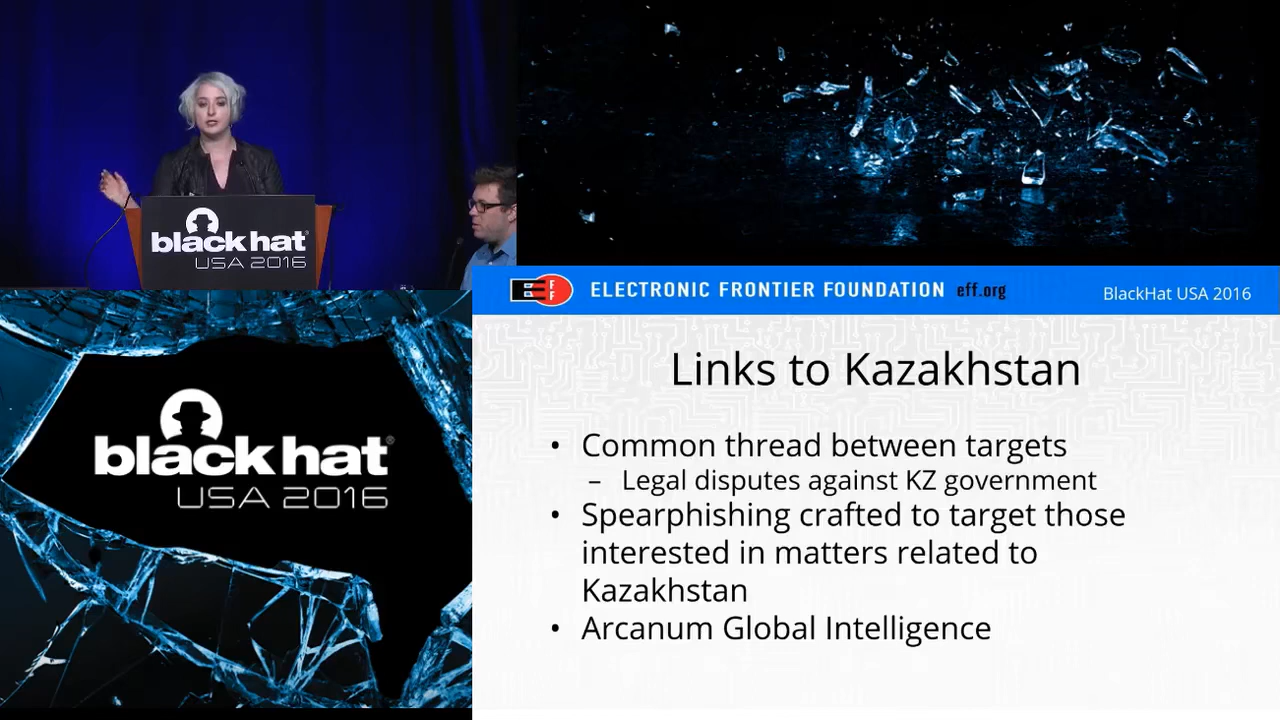 black hat
USA 2016
black hat®
USA 2016
EFF
ELECTRONIC FRONTIER FOUNDATION eff.org
BlackHat USA 2016
Links to Kazakhstan
• Common thread between targets
– Legal disputes against KZ government
• Spearphishing crafted to target those
interested in matters related to
Kazakhstan
• Arcanum Global Intelligence